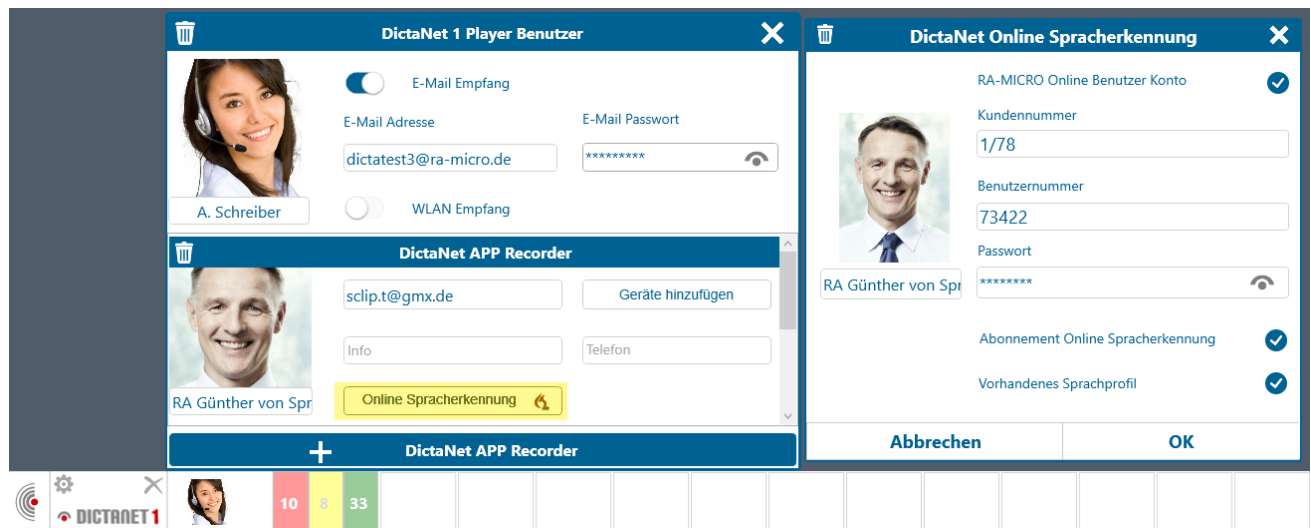 DictaNet 1 Player Benutzer
E-Mail Empfang
E-Mail Adresse
E-Mail Passwort
dictatest3@ra-micro.de
*********
A. Schreiber
WLAN Empfang
DictaNet APP Recorder
sclip.t@gmx.de
Geräte hinzufügen
Info
Telefon
RA Günther von Spr
Online Spracherkennung
DictaNet APP Recorder
DictaNet Online Spracherkennung
RA-MICRO Online Benutzer Konto
Kundennummer
1/78
Benutzernummer
73422
Passwort
RA Günther von Spr
********
Abonnement Online Spracherkennung
Vorhandenes Sprachprofil
Abbrechen
OK
DICTANET 1
10
8
33